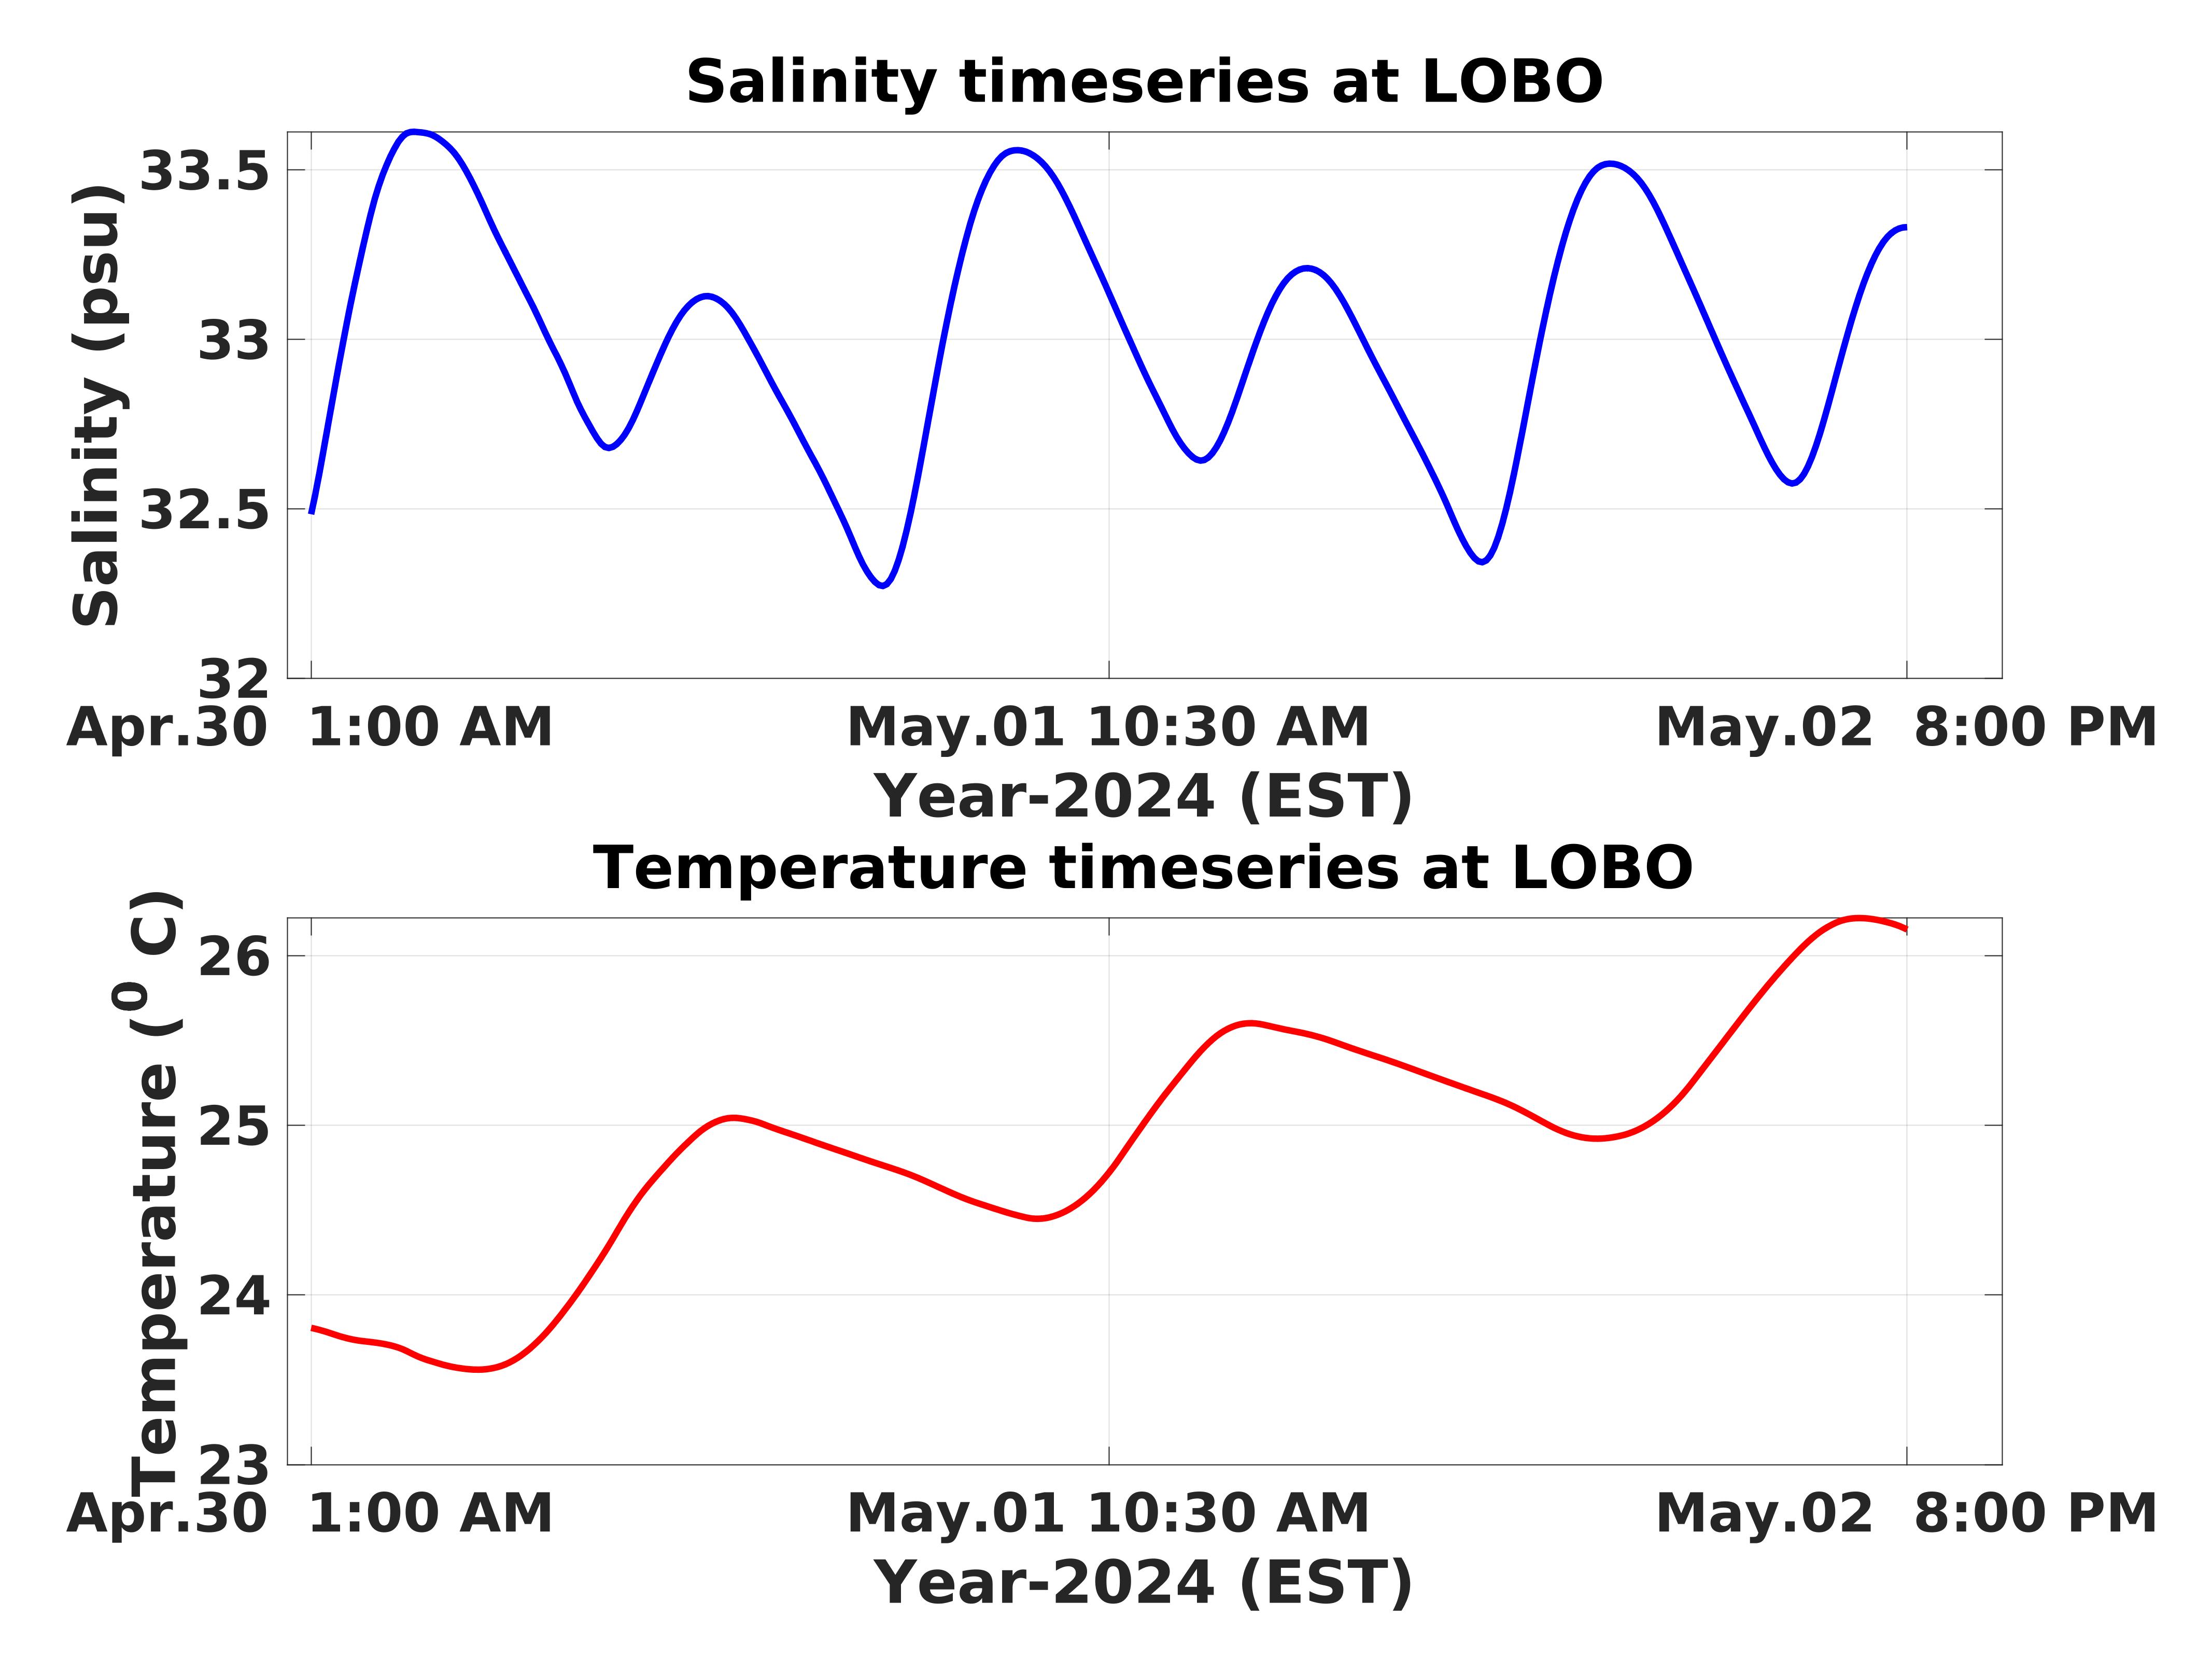 Salinity timeseries at LOBO
Salinity (psu)
33.5
33
32.5
32
Apr.30  1:00 AM
May.01 10:30 AM
May.02  8:00 PM
Year-2024 (EST)
Temperature timeseries at LOBO
Temperature (⁰ C)
26
25
24
23
Apr.30  1:00 AM
May.01 10:30 AM
May.02  8:00 PM
Year-2024 (EST)